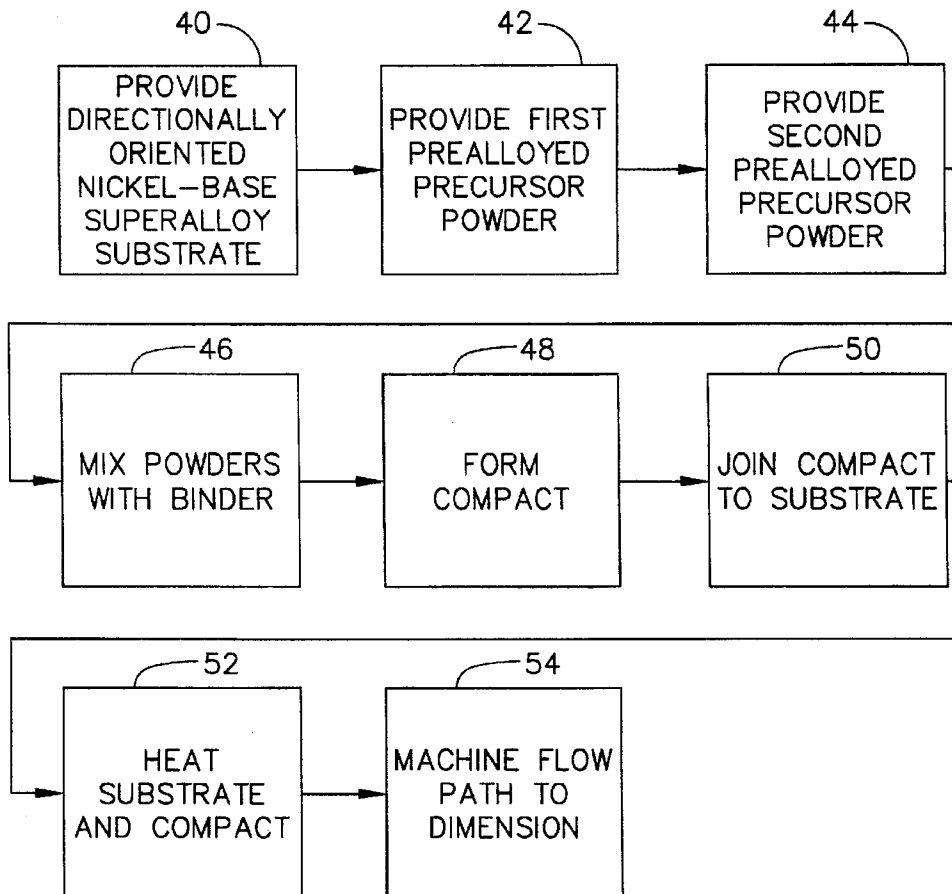 40
PROVIDE
DIRECTIONALLY
ORIENTED
NICKEL-BASE
SUPERALLOY
SUBSTRATE
42
PROVIDE FIRST
PREALLOYED
PRECURSOR
POWDER
44
PROVIDE
SECOND
PREALLOYED
PRECURSOR
POWDER
46
MIX POWDERS
WITH BINDER
48
FORM
COMPACT
50
JOIN COMPACT
TO SUBSTRATE
52
HEAT
SUBSTRATE
AND COMPACT
54
MACHINE FLOW
PATH TO
DIMENSION